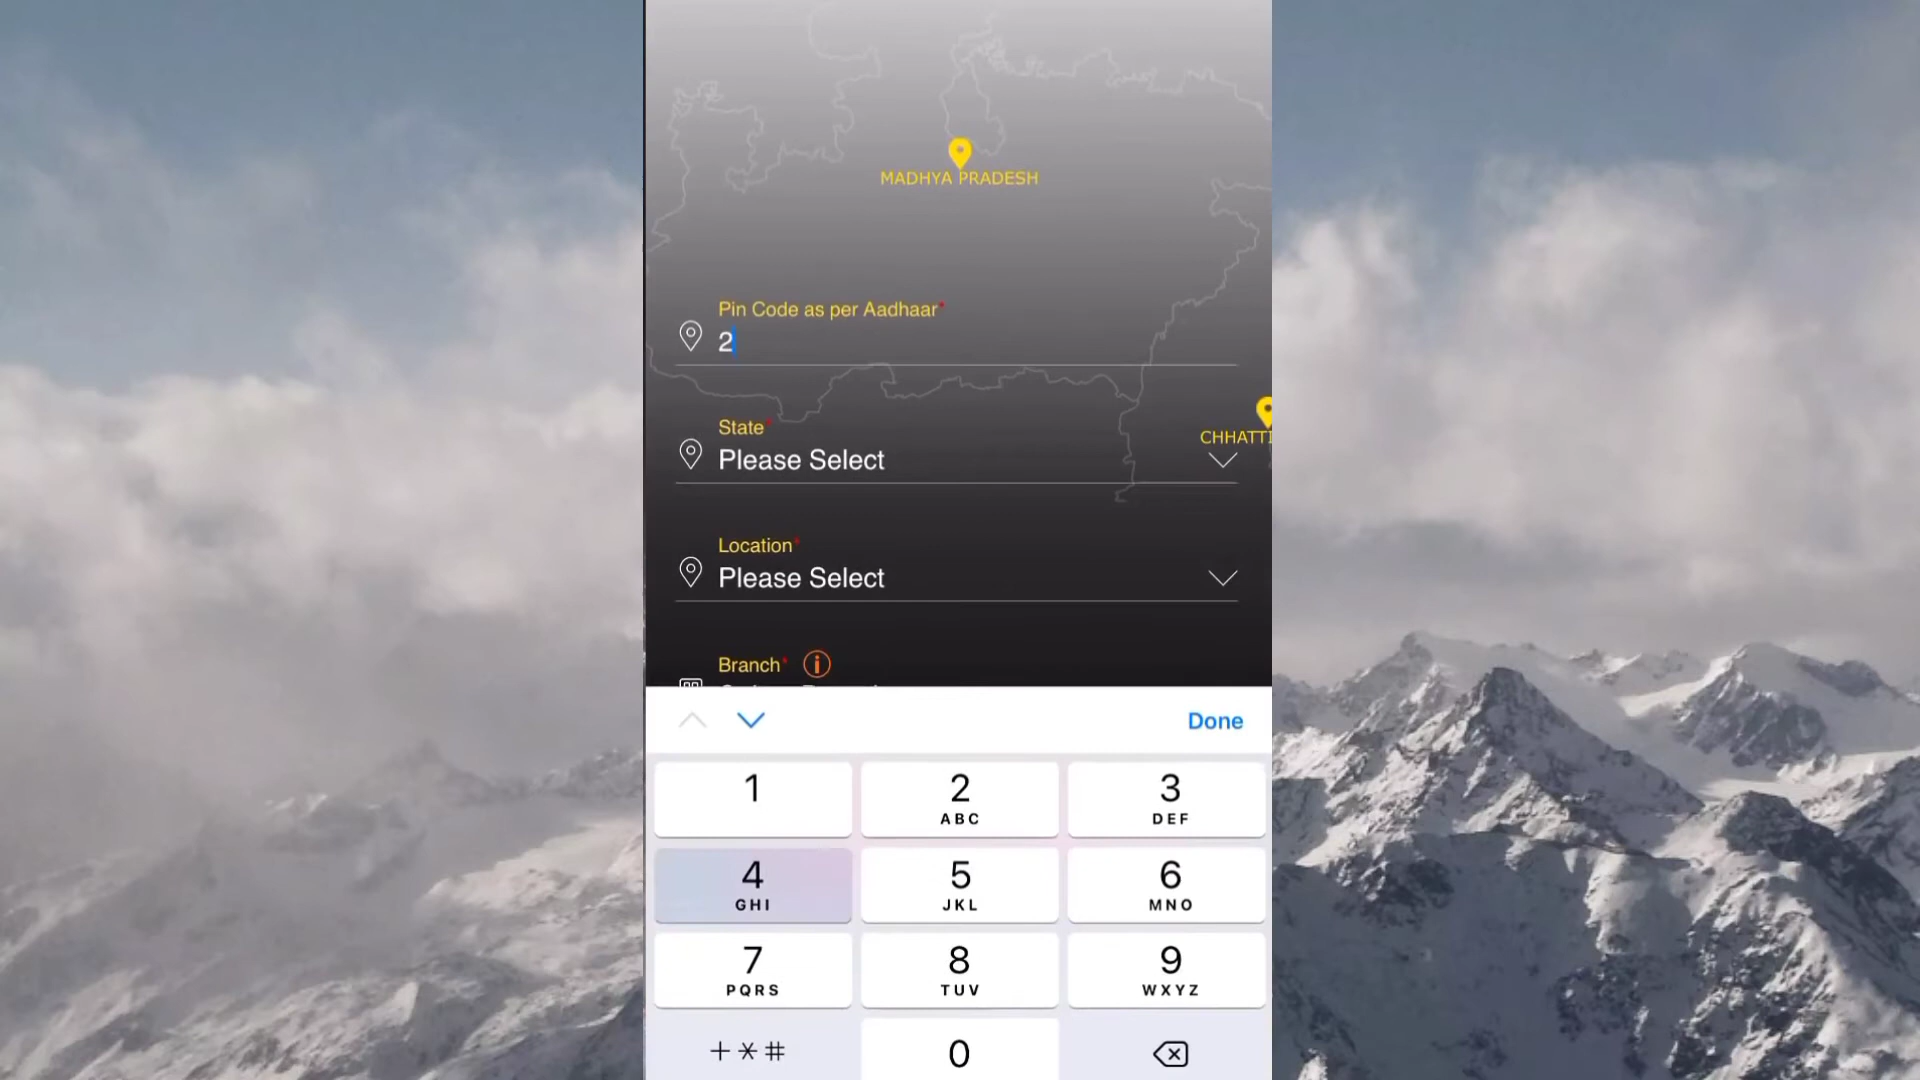 MADHYA PRADESH
Pin Code as per Aadhaar*
2
CHHATTI
State*
Please Select
Location*
Please Select
Branch* i
Done
1
2
ABC
3
DEF
4
GHI
5
JKL
6
MNO
7
PQRS
8
TUV
9
WXYZ
+*#
0